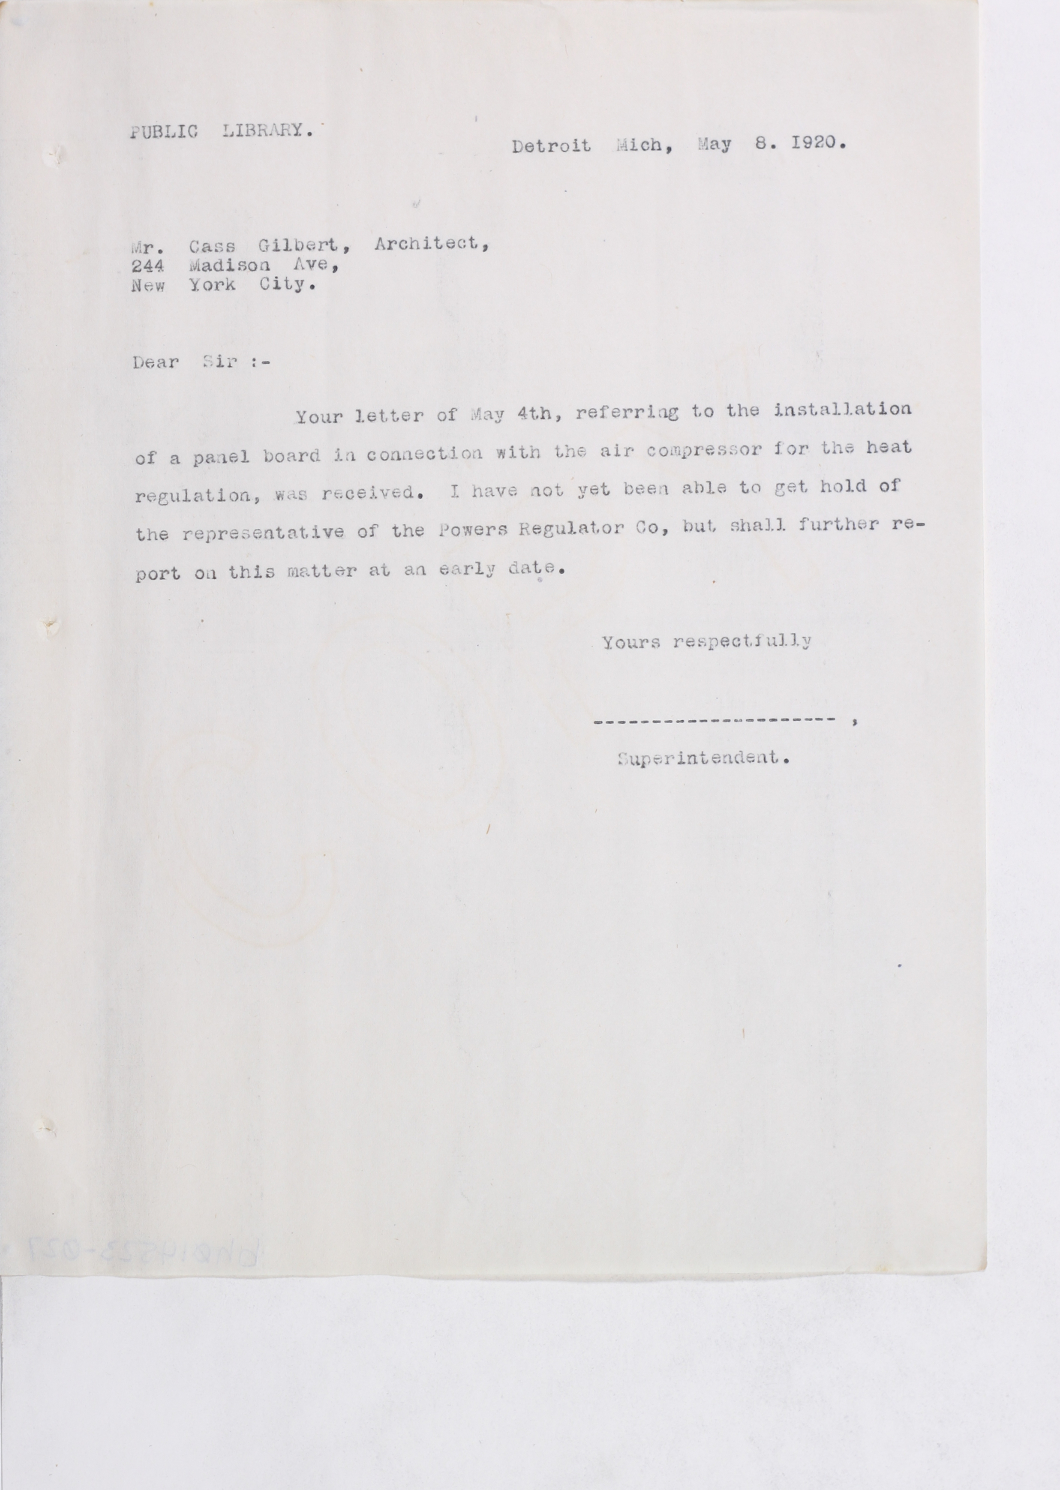 PUBLIC LIBRARY.
Detroit Mich, May 8. I920.
Mr. Cass Gilbert, Architect,
244 Madison Ave,
New York City.
Dear Sir :-
Your letter of May 4th, referring to the installation
of a panel board in connection with the air compressor for the heat
regulation, was received. I have not yet been able to get hold of
the representative of the Powers Regulator Co, but shall further re-
port on this matter at an early date.
Yours respectfully
--------------------- ,
Superintendent.